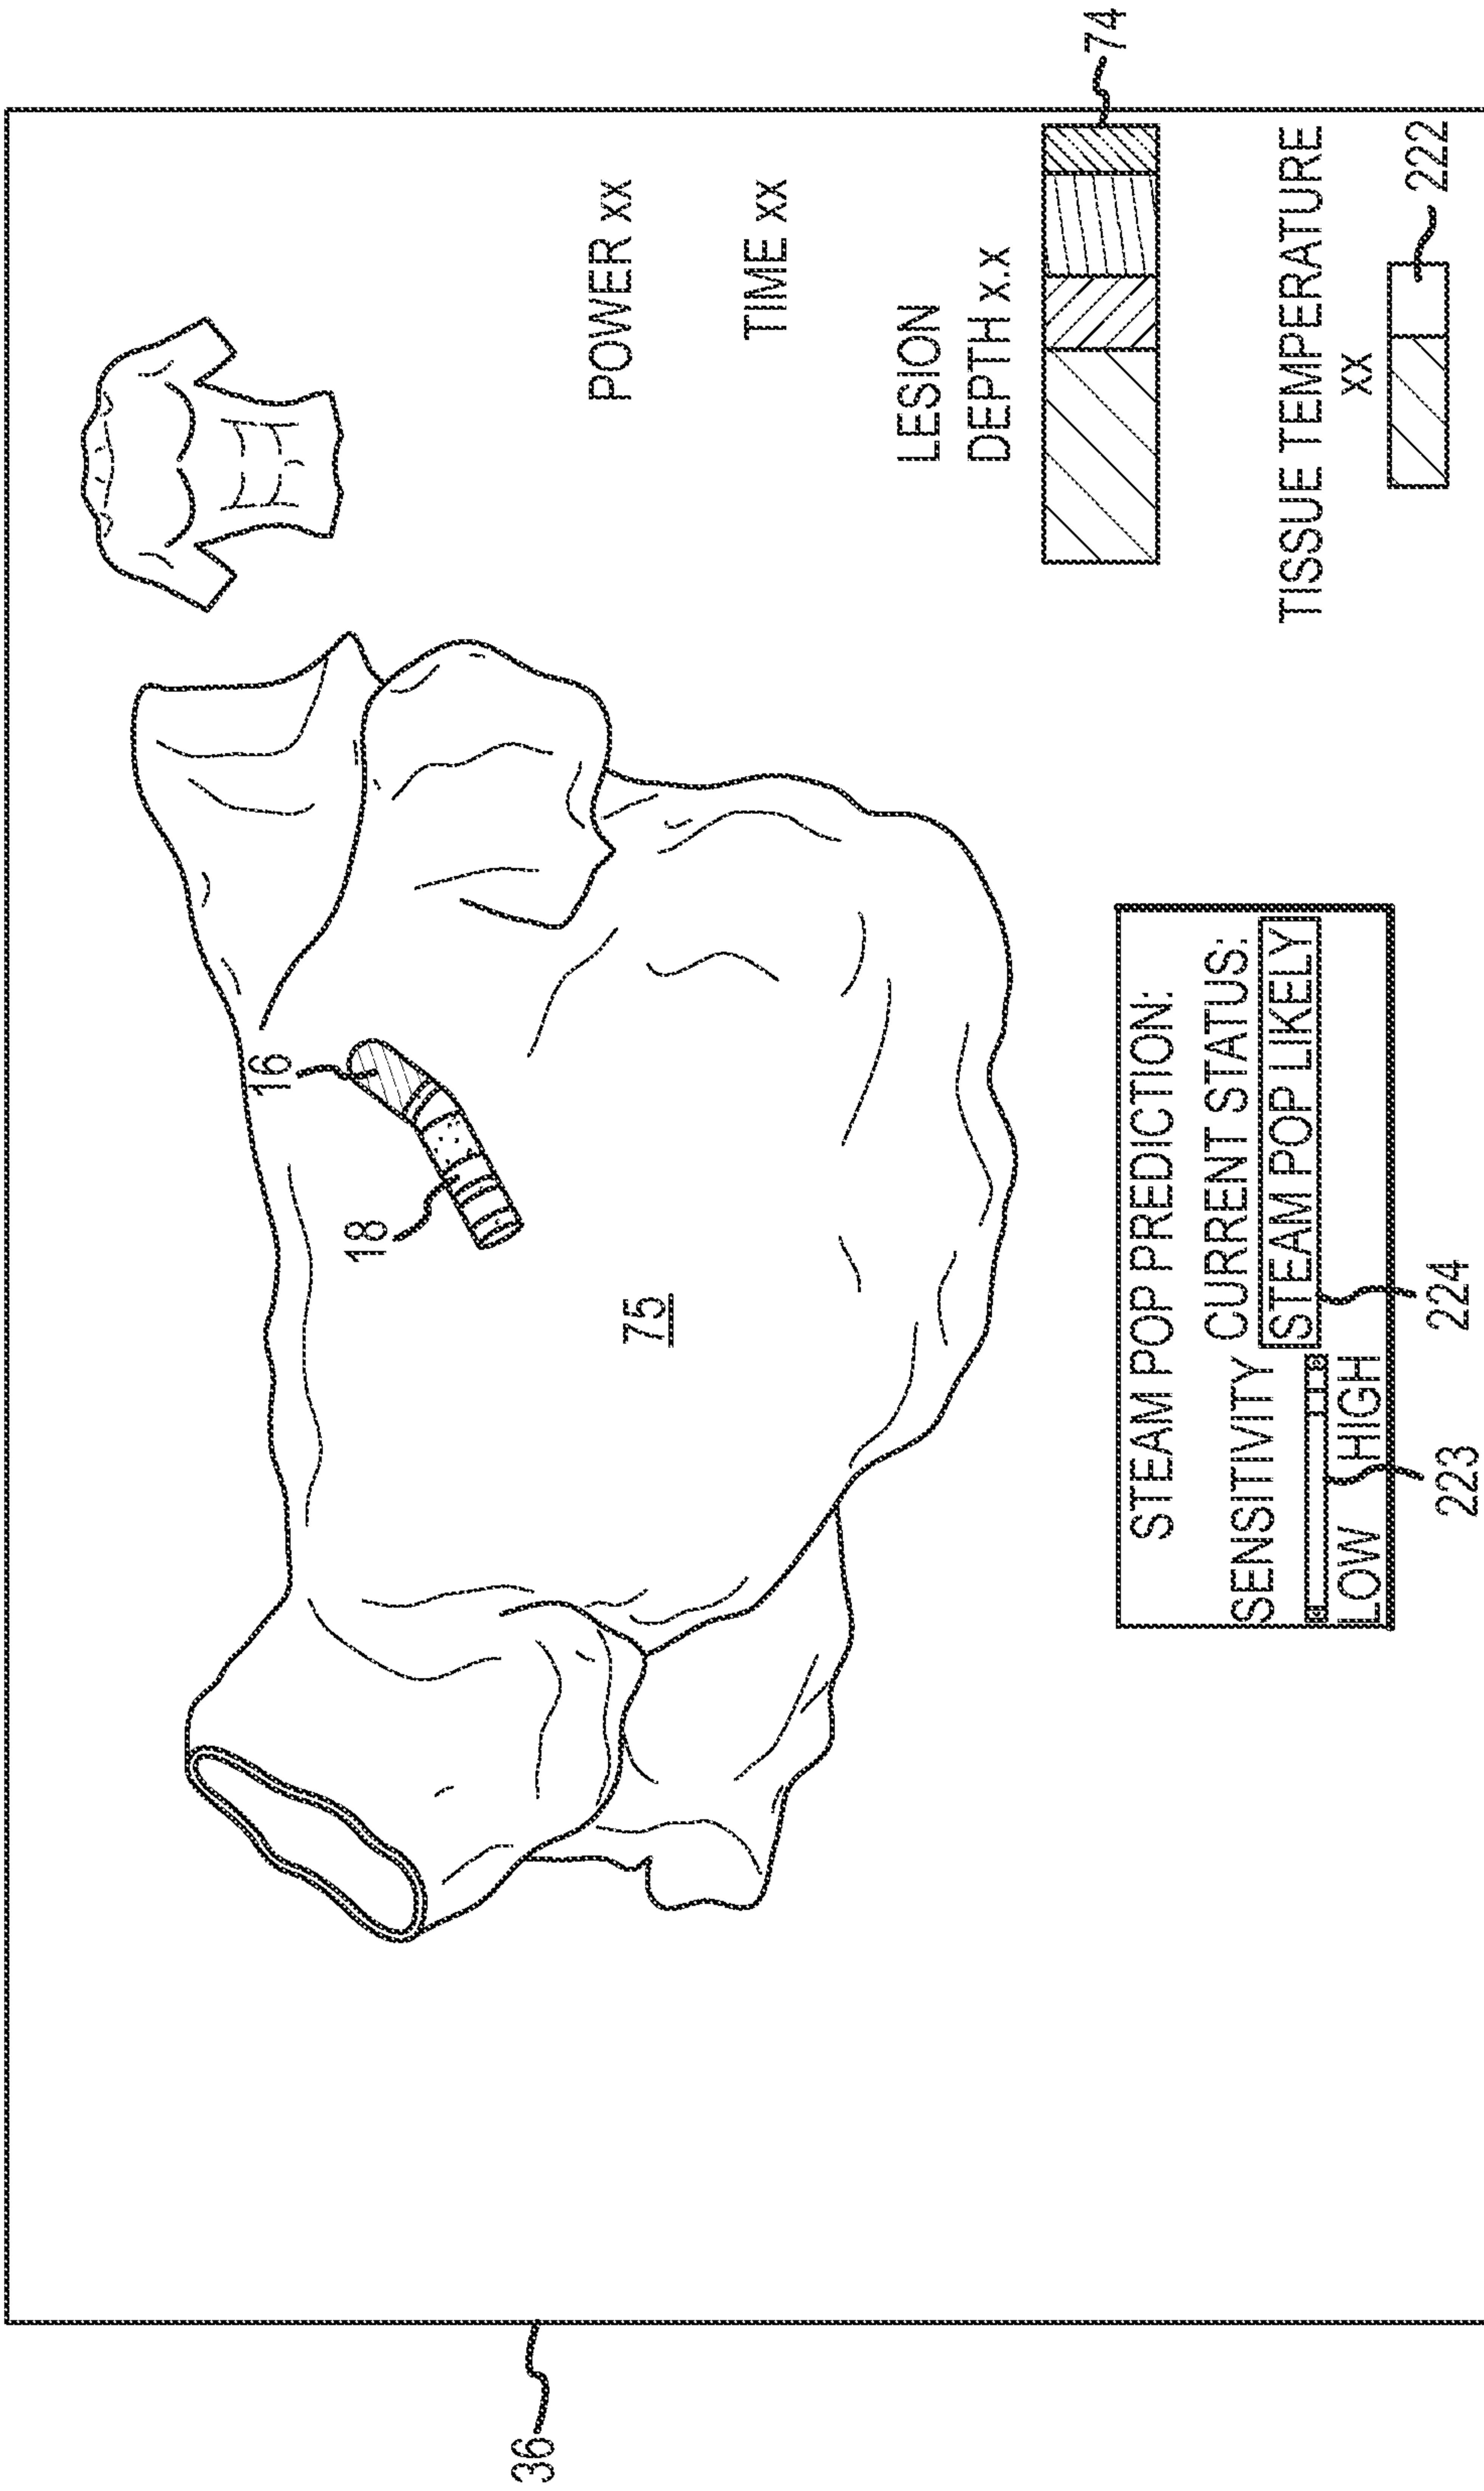 16
18
75
POWER xx
TIME xx
LESION
DEPTH x.x
74
TISSUE TEMPERATURE
xx
222
STEAM POP PREDICTION:
SENSITIVITY CURRENT STATUS:
STEAM POP LIKELY
LOW HIGH
223
224
36